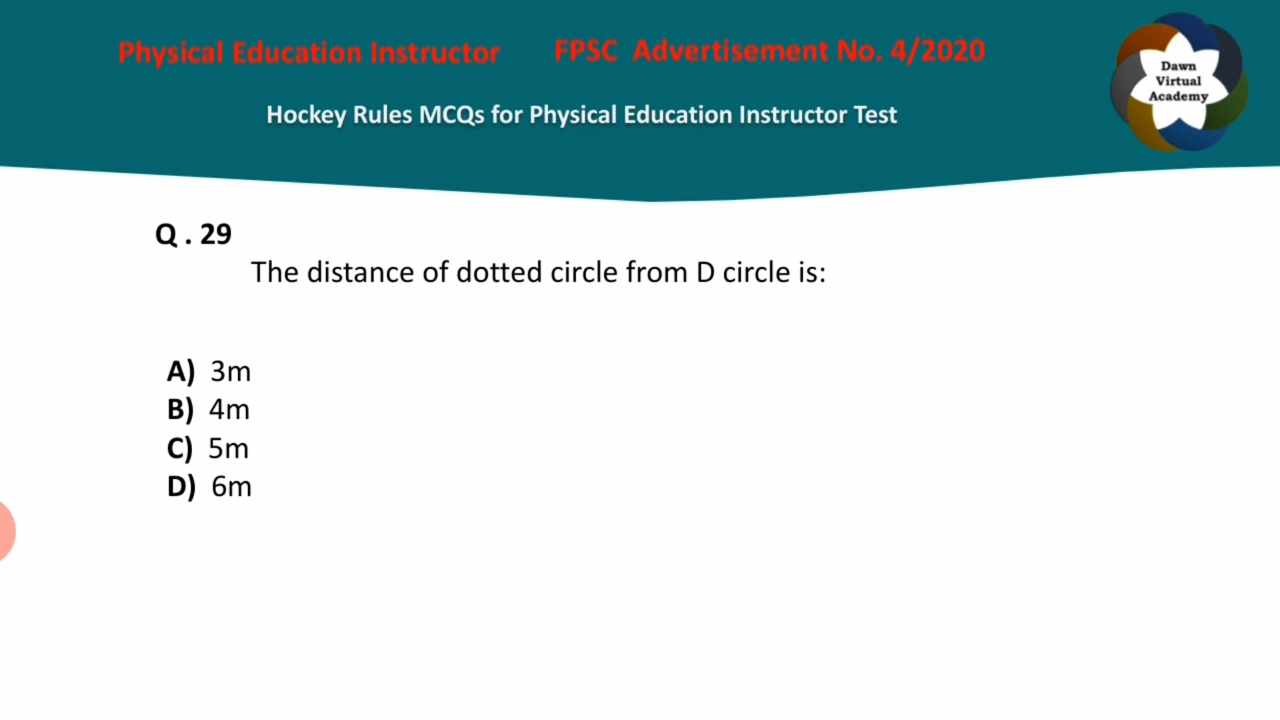 Physical Education Instructor FPSC Advertisement No. 4/2020
Hockey Rules MCQs for Physical Education Instructor Test
Dawn
Virtual
Academy
Q . 29
The distance of dotted circle from D circle is:
A) 3m
B) 4m
C) 5m
D) 6m